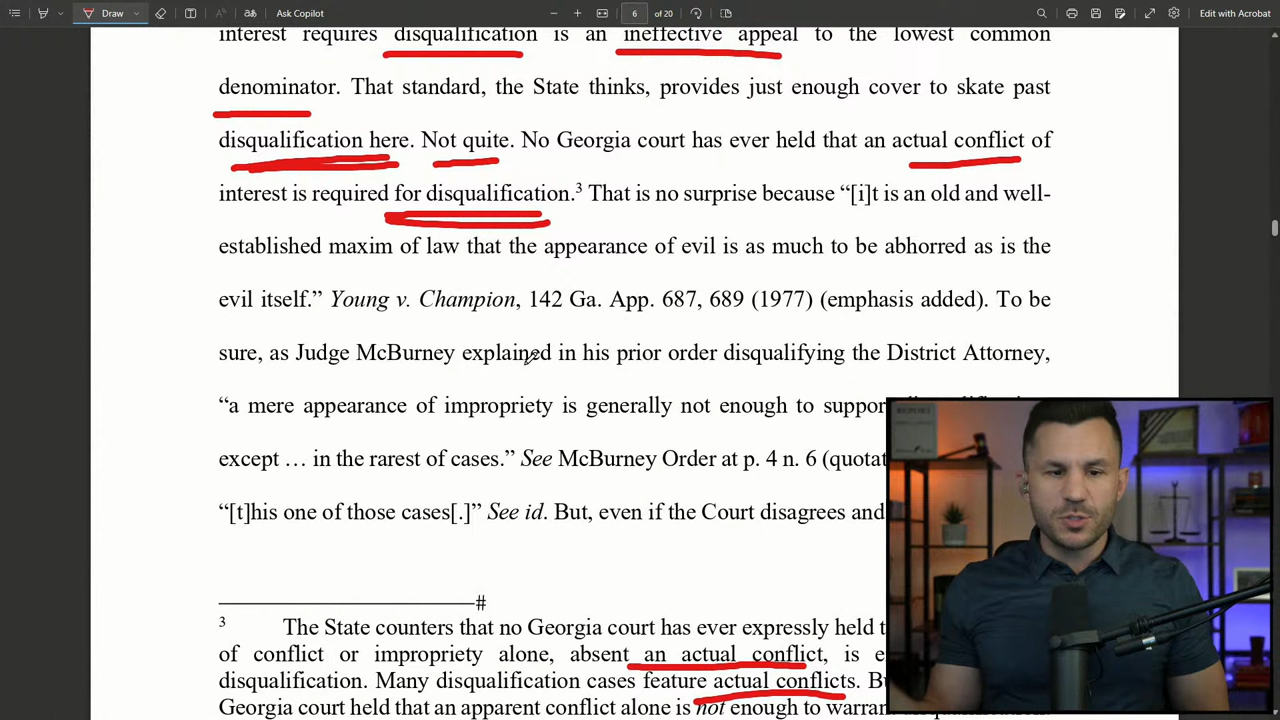 Draw
Ask Copilot
6 of 20
Edit with Acrobat
interest requires disqualification is an ineffective appeal to the lowest common
denominator. That standard, the State thinks, provides just enough cover to skate past
disqualification here. Not quite. No Georgia court has ever held that an actual conflict of
interest is required for disqualification.3 That is no surprise because “[i]t is an old and well-
established maxim of law that the appearance of evil is as much to be abhorred as is the
evil itself.” Young v. Champion, 142 Ga. App. 687, 689 (1977) (emphasis added). To be
sure, as Judge McBurney explained in his prior order disqualifying the District Attorney,
“a mere appearance of impropriety is generally not enough to support
except … in the rarest of cases.” See McBurney Order at p. 4 n. 6
“[t]his one of those cases[.]” See id. But, even if the Court disagrees and
#
3 The State counters that no Georgia court has ever expressly held
of conflict or impropriety alone, absent an actual conflict, is
disqualification. Many disqualification cases feature actual conflicts.
Georgia court held that an apparent conflict alone is not enough to